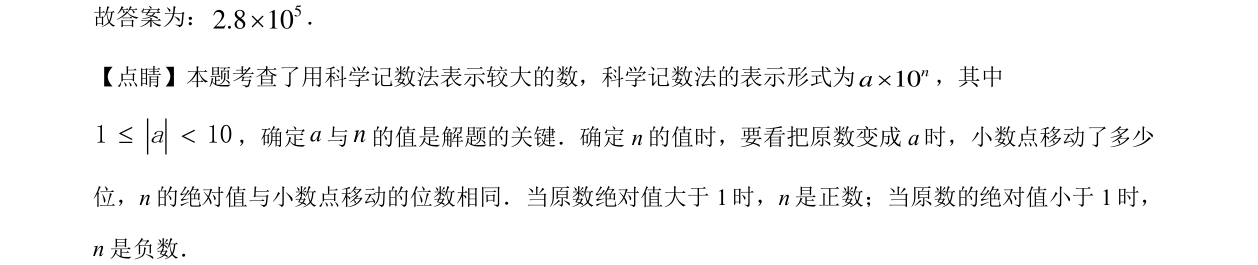 故答案为：2.8×10⁵．
【点睛】本题考查了用科学记数法表示较大的数，科学记数法的表示形式为a×10ⁿ，其中
1 ≤ |a| < 10，确定a与n的值是解题的关键．确定n的值时，要看把原数变成a时，小数点移动了多少
位，n的绝对值与小数点移动的位数相同．当原数绝对值大于1时，n是正数；当原数的绝对值小于1时，
n是负数．